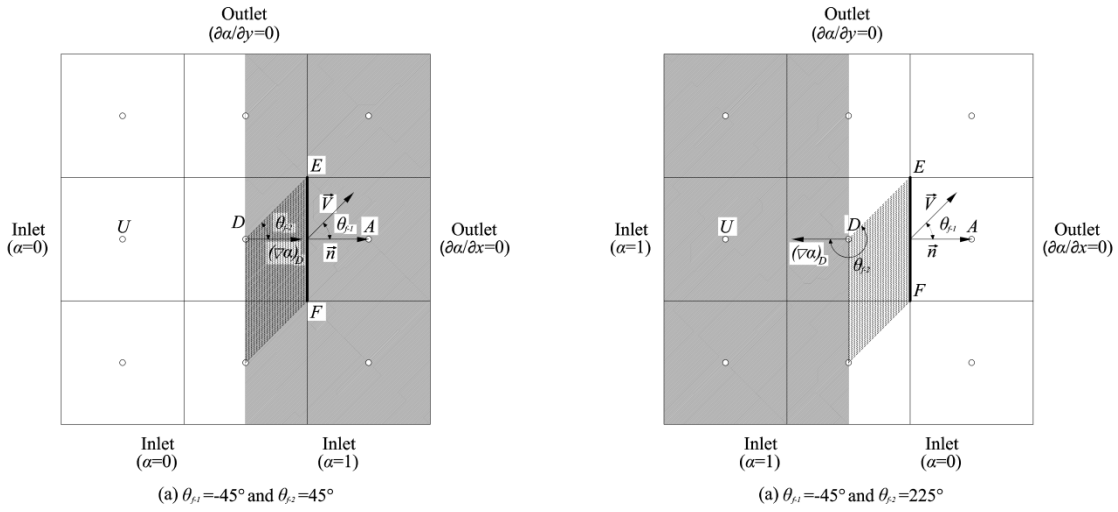 Outlet
(∂α/∂y=0)
E
V⃗
D
θf-2
θf-1
A
U
n⃗
(▽α)D
F
Inlet
(α=0)
Outlet
(∂α/∂x=0)
Inlet
(α=0)
Inlet
(α=1)
(a) θf-1 =-45° and θf-2 =45°
Outlet
(∂α/∂y=0)
E
V⃗
U
D
θf-1
A
n⃗
(▽α)D
θf-2
F
Inlet
(α=1)
Outlet
(∂α/∂x=0)
Inlet
(α=1)
Inlet
(α=0)
(a) θf-1 =-45° and θf-2 =225°